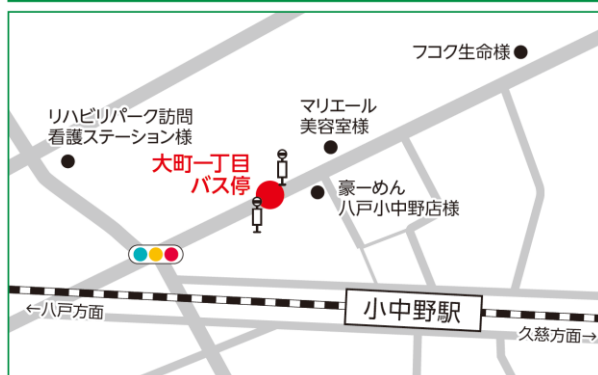 フコク生命様
リハビリパーク訪問
看護ステーション様
マリエール
美容室様
大町一丁目
バス停
豪ーめん
八戸小中野店様
小中野駅
←八戸方面
久慈方面→